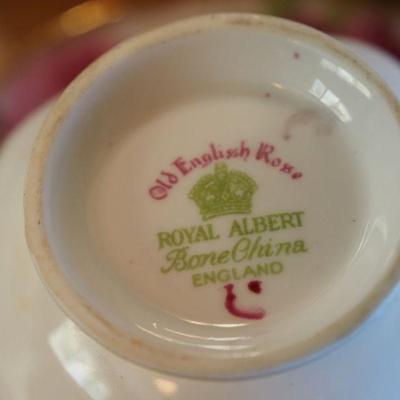 Old English Rose
ROYAL ALBERT
Bone China
ENGLAND